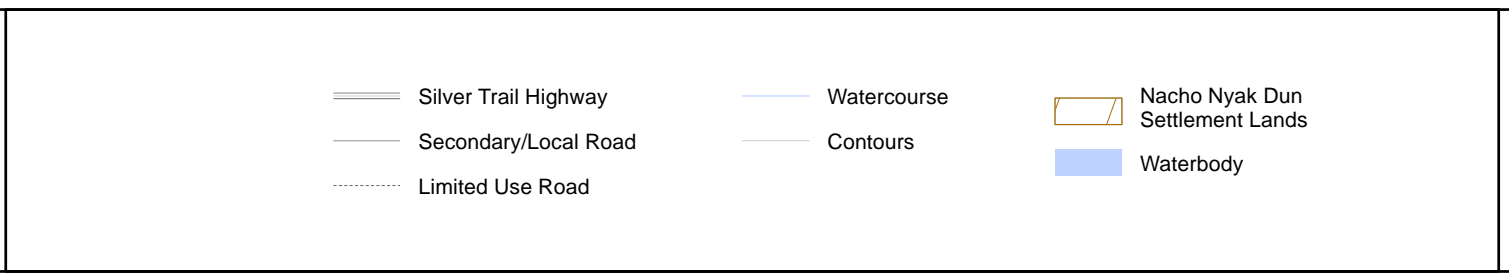 Silver Trail Highway
Secondary/Local Road
Limited Use Road
Watercourse
Contours
Nacho Nyak Dun
Settlement Lands
Waterbody